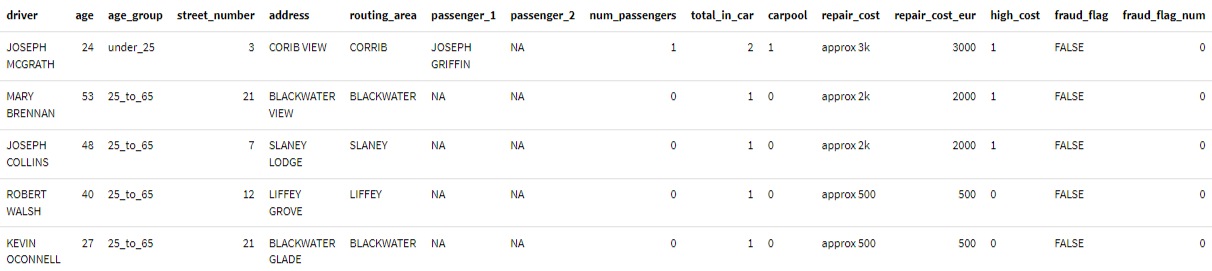 driver age age_group street_number address routing_area passenger_1 passenger_2 num_passengers total_in_car carpool repair_cost repair_cost_eur high_cost fraud_flag fraud_flag_num
JOSEPH 24 under_25 3 CORIB VIEW CORRIB JOSEPH NA 1 2 1 approx 3k 3000 1 FALSE 0
MCGRATH GRIFFIN
MARY 53 25_to_65 21 BLACKWATER BLACKWATER NA NA 0 1 0 approx 2k 2000 1 FALSE 0
BRENNAN VIEW
JOSEPH 48 25_to_65 7 SLANEY SLANEY NA NA 0 1 0 approx 2k 2000 1 FALSE 0
COLLINS LODGE
ROBERT 40 25_to_65 12 LIFFEY LIFFEY NA NA 0 1 0 approx 500 500 0 FALSE 0
WALSH GROVE
KEVIN 27 25_to_65 21 BLACKWATER BLACKWATER NA NA 0 1 0 approx 500 500 0 FALSE 0
OCONNELL GLADE